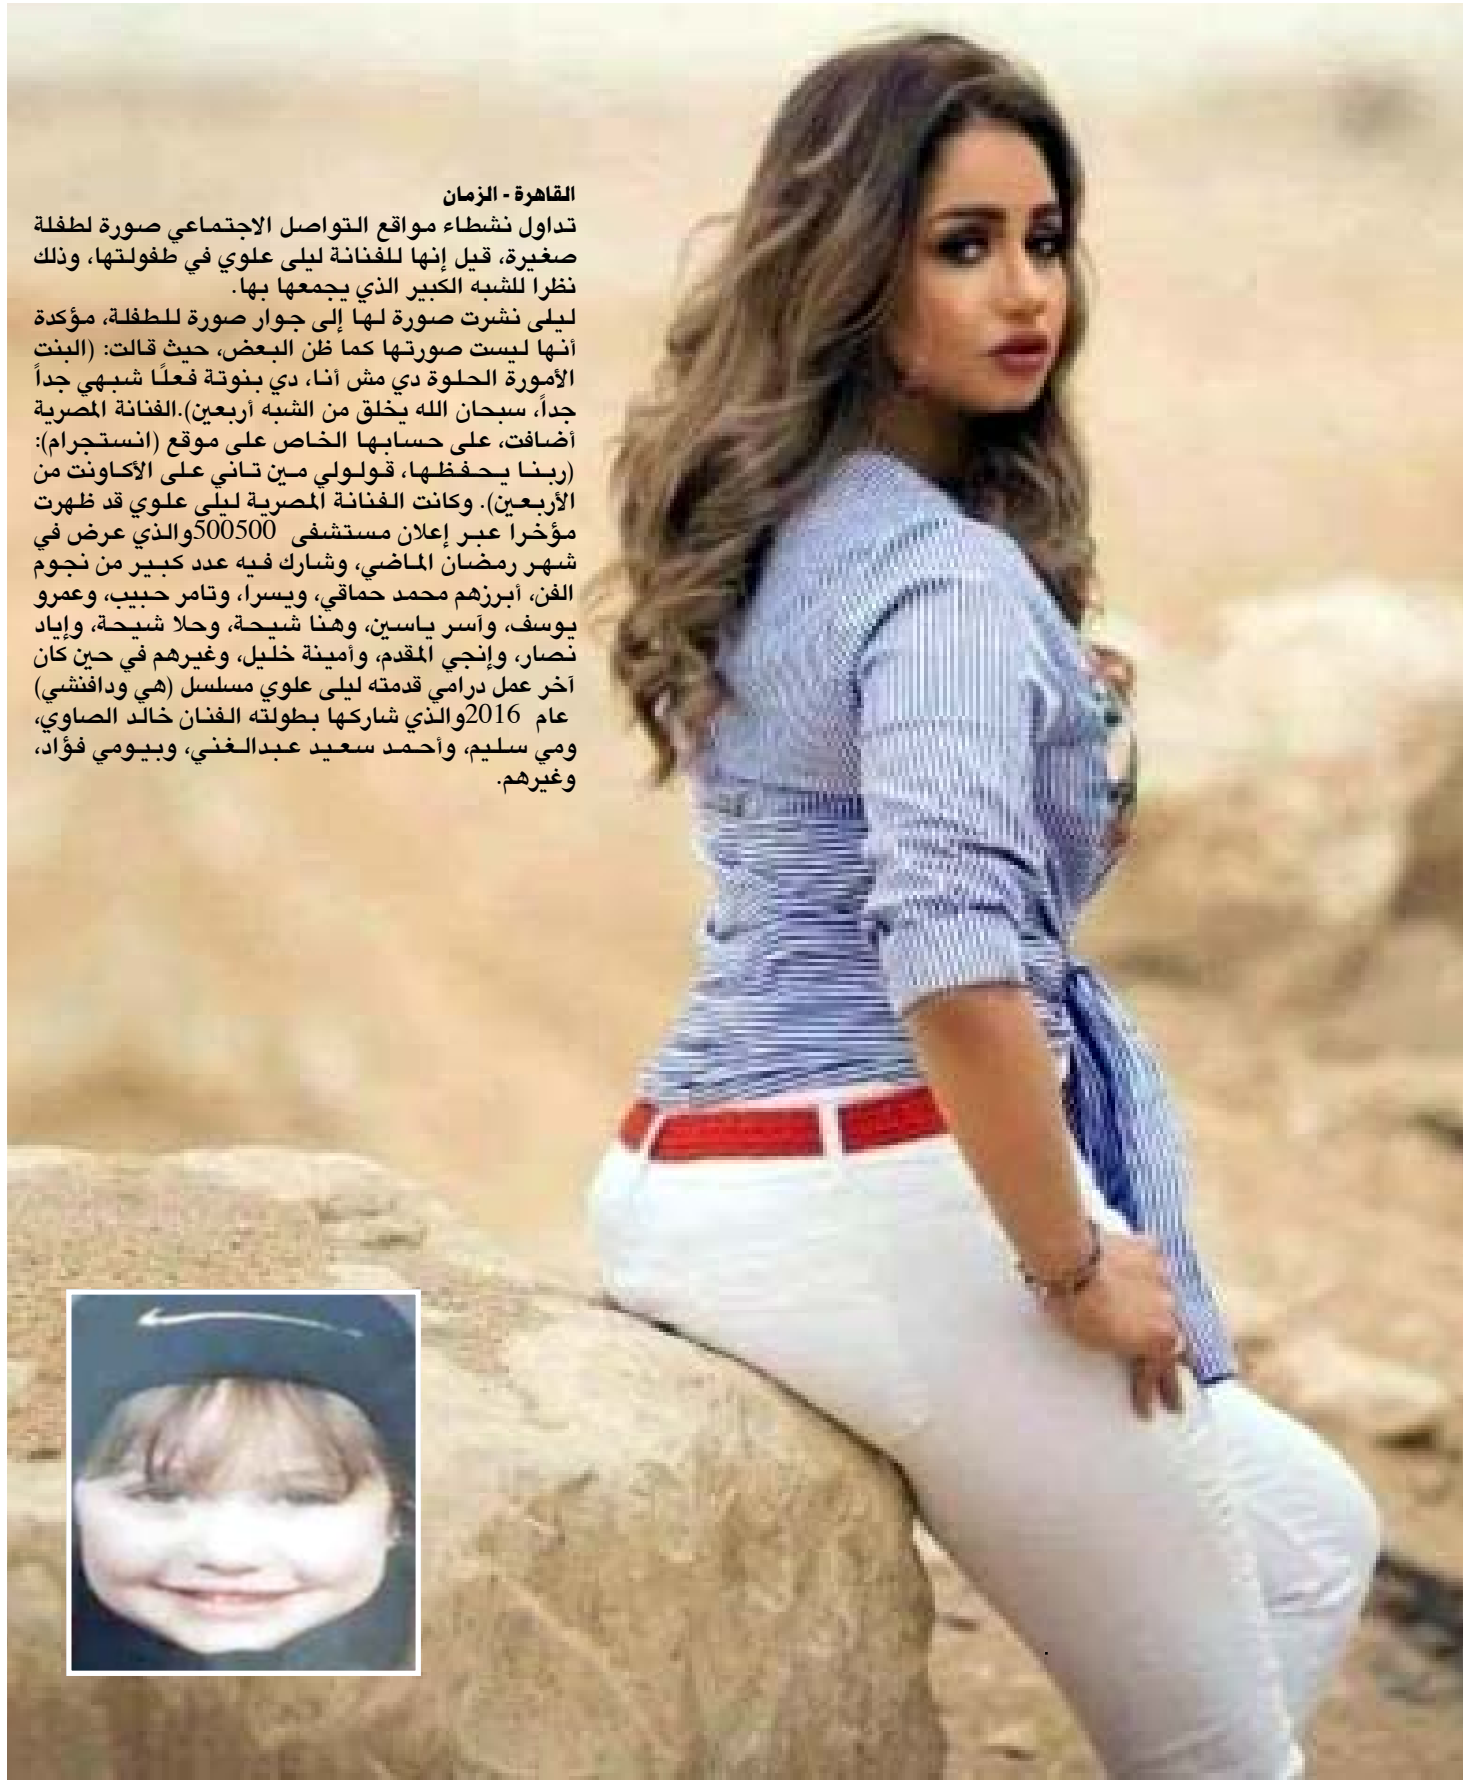 القاهرة - الزمان
تداول نشطاء مواقع التواصل الاجتماعي صورة لطفلة
صغيرة، قيل إنها للفنانة ليلى علوي في طفولتها، وذلك
نظرا للشبه الكبير الذي يجمعها بها.
ليلى نشرت صورة لها إلى جوار صورة للطفلة، مؤكدة
أنها ليست صورتها كما ظن البعض، حيث قالت: (البنت
الأمورة الحلوة دي مش أنا، دي بنوتة فعلًا شبهي جداً
جداً، سبحان الله يخلق من الشبه أربعين).الفنانة المصرية
أضافت، على حسابها الخاص على موقع (انستجرام):
(ربنا يحفظها، قولولي مين تاني على الأكاونت من
الأربعين). وكانت الفنانة المصرية ليلى علوي قد ظهرت
مؤخرا عبر إعلان مستشفى 500500والذي عرض في
شهر رمضان الماضي، وشارك فيه عدد كبير من نجوم
الفن، أبرزهم محمد حماقي، ويسرا، وتامر حبيب، وعمرو
يوسف، وآسر ياسين، وهنا شيحة، وحلا شيحة، وإياد
نصار، وإنجي المقدم، وأمينة خليل، وغيرهم في حين كان
آخر عمل درامي قدمته ليلى علوي مسلسل (هي ودافنشي)
عام 2016والذي شاركها بطولته الفنان خالد الصاوي،
ومي سليم، وأحمد سعيد عبدالغني، وبيومي فؤاد،
وغيرهم.